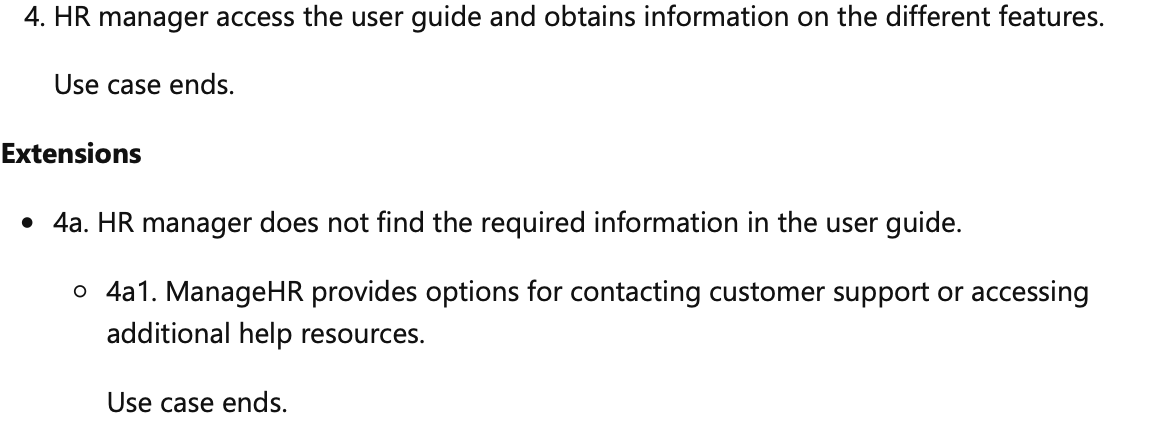 4. HR manager access the user guide and obtains information on the different features.
Use case ends.
Extensions
• 4a. HR manager does not find the required information in the user guide.
◦ 4a1. ManageHR provides options for contacting customer support or accessing
additional help resources.
Use case ends.